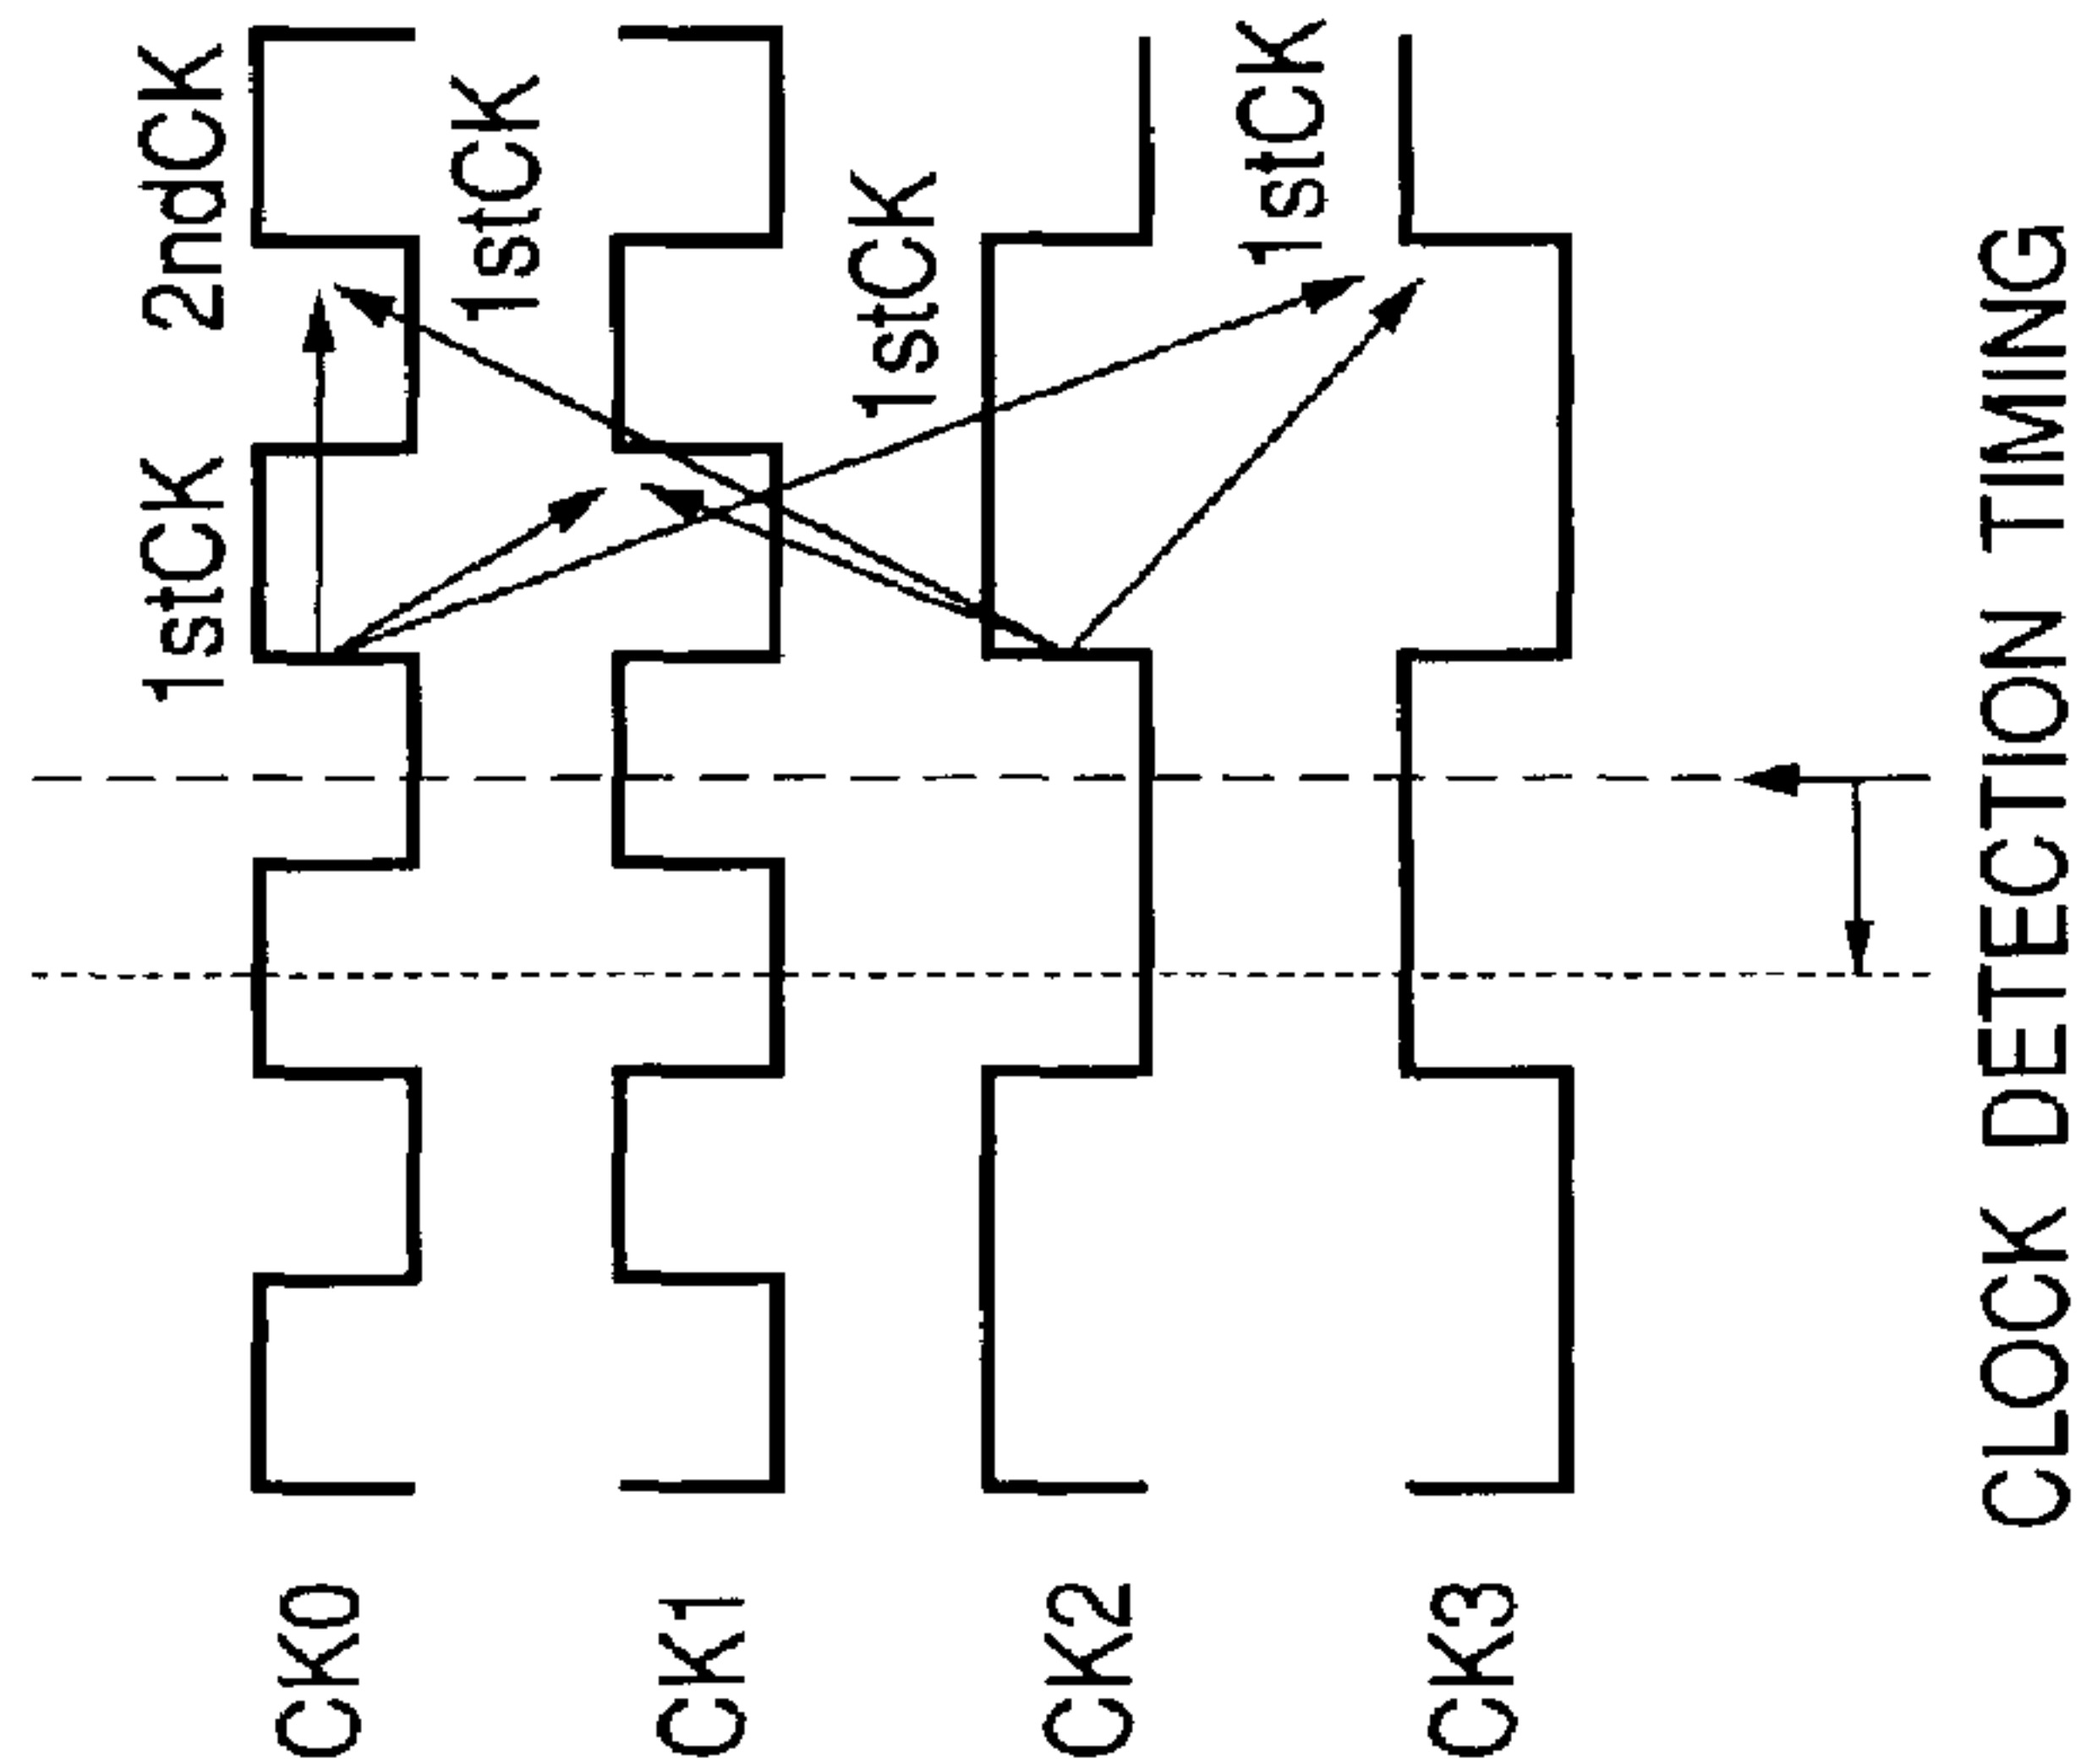 1stCK 2ndCK
CK0
1stCK
CK1
1stCK
CK2
1stCK
CK3
CLOCK DETECTION TIMING